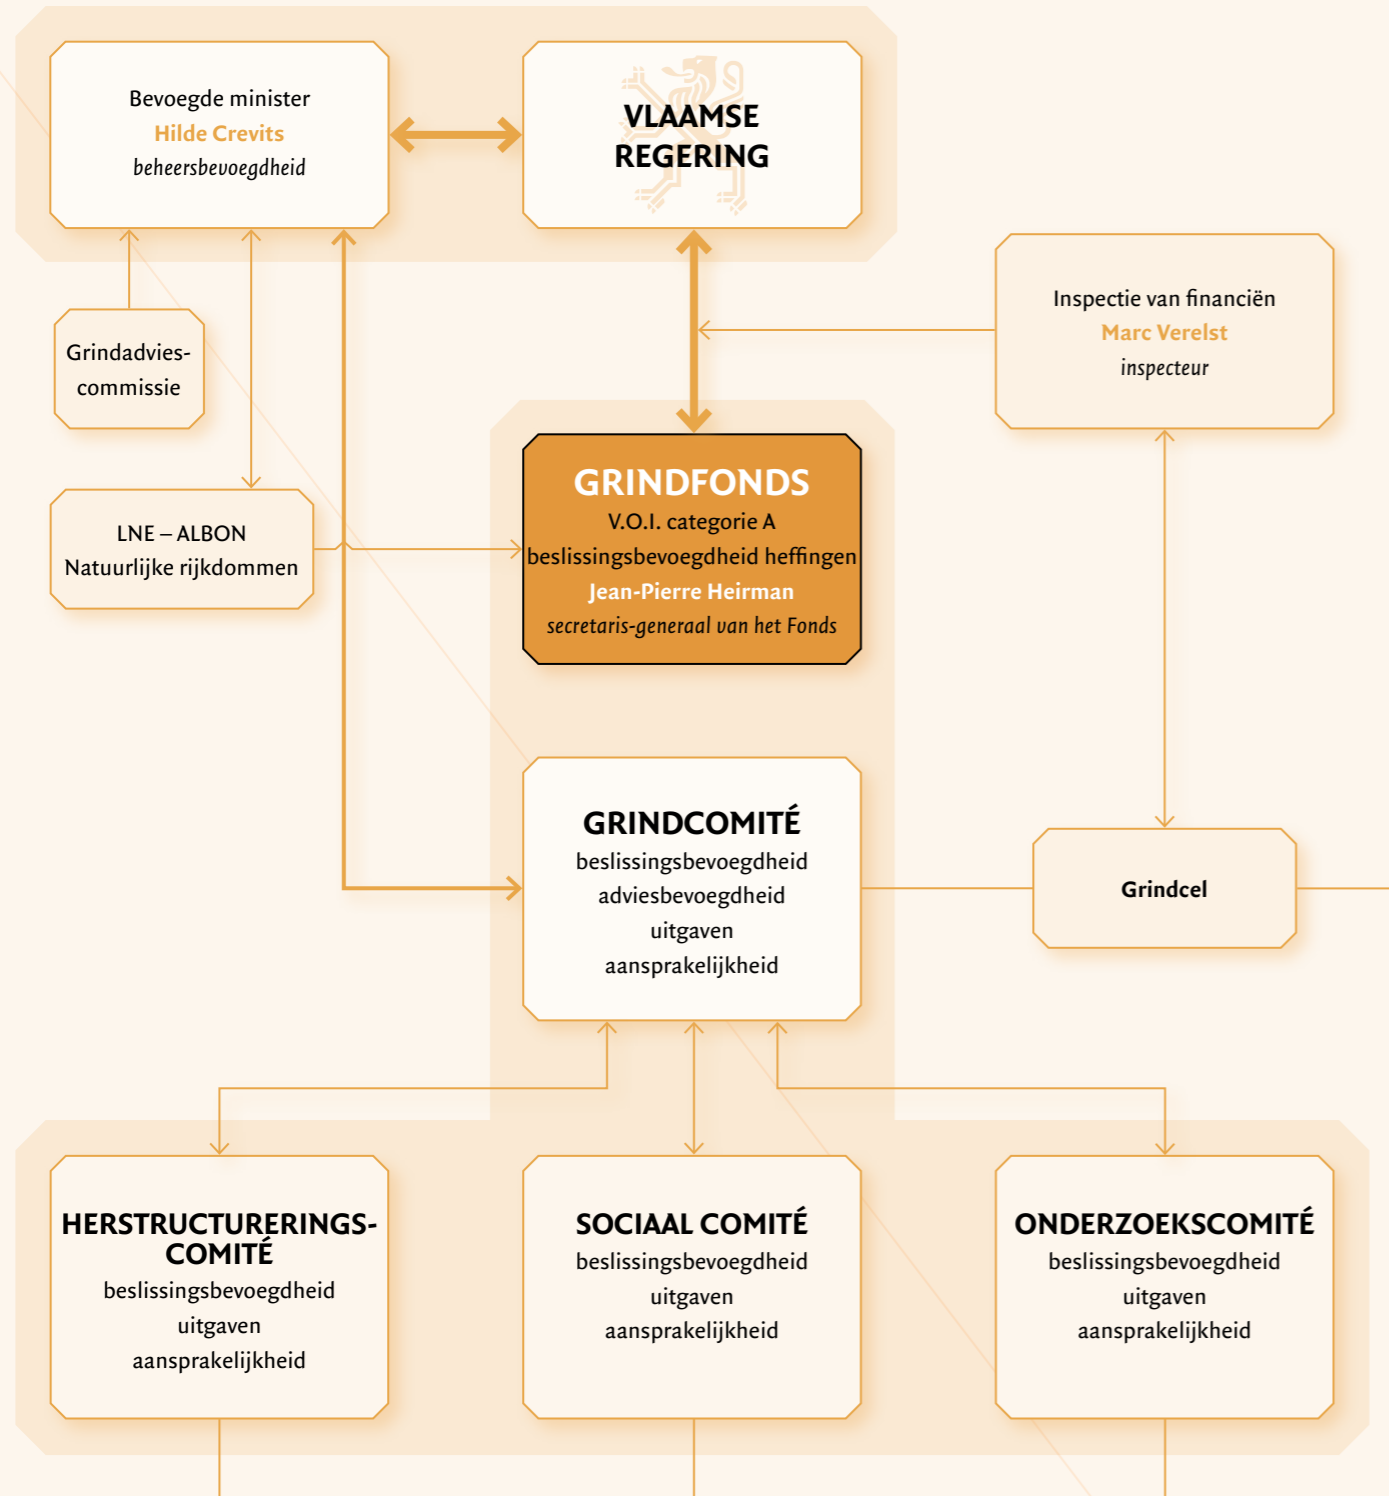 Bevoegde minister
Hilde Crevits
beheersbevoegdheid
VLAAMSE
REGERING
Inspectie van financiën
Marc Verelst
inspecteur
Grindadvies-
commissie
LNE – ALBON
Natuurlijke rijkdommen
GRINDFONDS
V.O.I. categorie A
beslissingsbevoegdheid heffingen
Jean-Pierre Heirman
secretaris-generaal van het Fonds
GRINDCOMITÉ
beslissingsbevoegdheid
adviesbevoegdheid
uitgaven
aansprakelijkheid
Grindcel
HERSTRUCTURERINGS-
COMITÉ
beslissingsbevoegdheid
uitgaven
aansprakelijkheid
SOCIAAL COMITÉ
beslissingsbevoegdheid
uitgaven
aansprakelijkheid
ONDERZOEKSCOMITÉ
beslissingsbevoegdheid
uitgaven
aansprakelijkheid